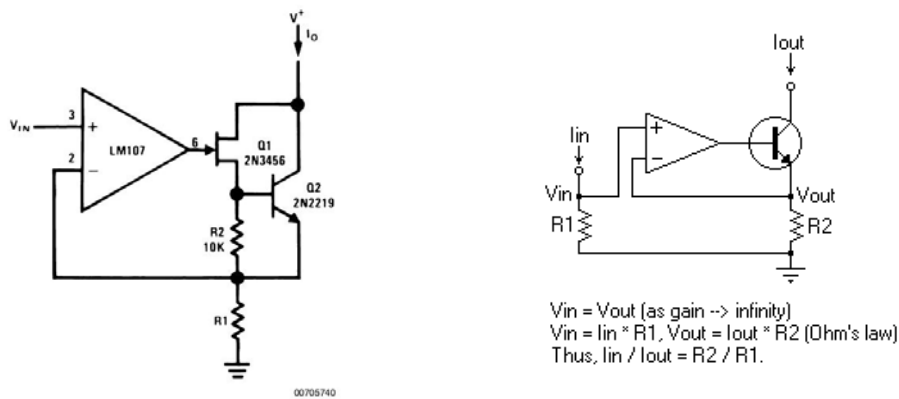 V+
IO
3
VIN
+
LM107
6
2
−
Q1
2N3456
Q2
2N2219
R2
10K
R1
00705740
Iout
Iin
+
−
Vin
Vout
R1
R2
Vin = Vout (as gain --> infinity)
Vin = Iin * R1, Vout = Iout * R2 (Ohm's law)
Thus, Iin / Iout = R2 / R1.